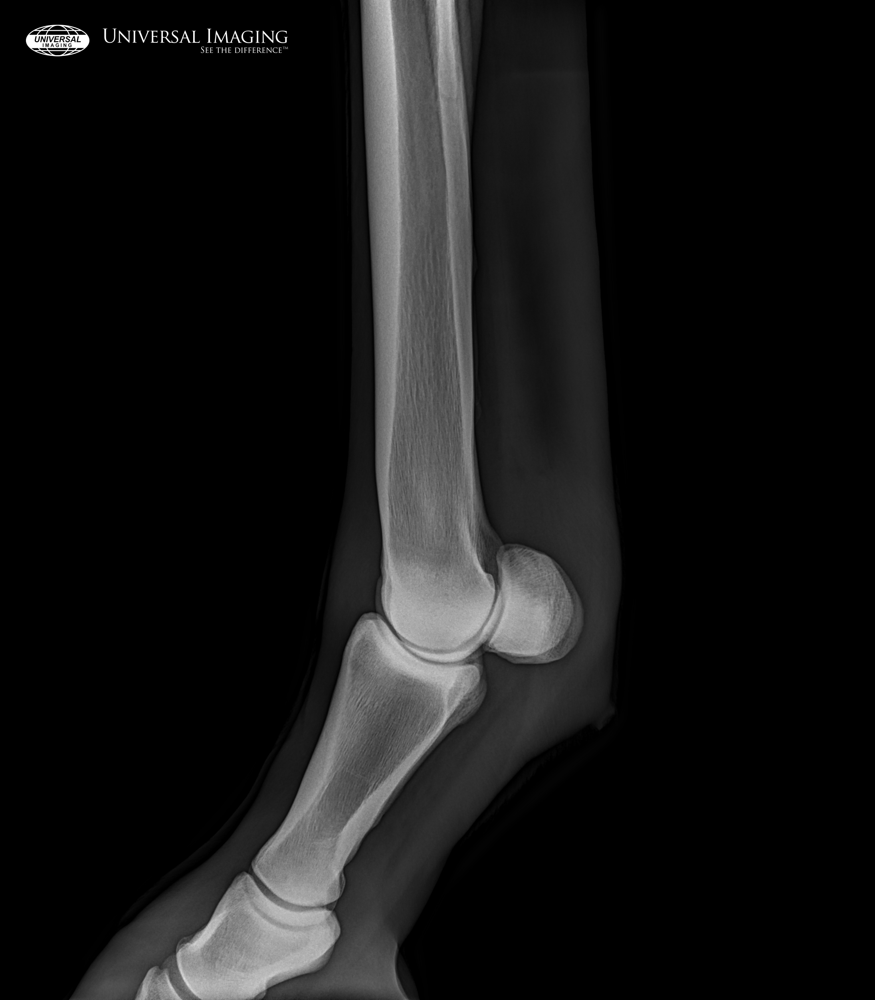 UNIVERSAL
IMAGING
UNIVERSAL IMAGING
SEE THE DIFFERENCE™